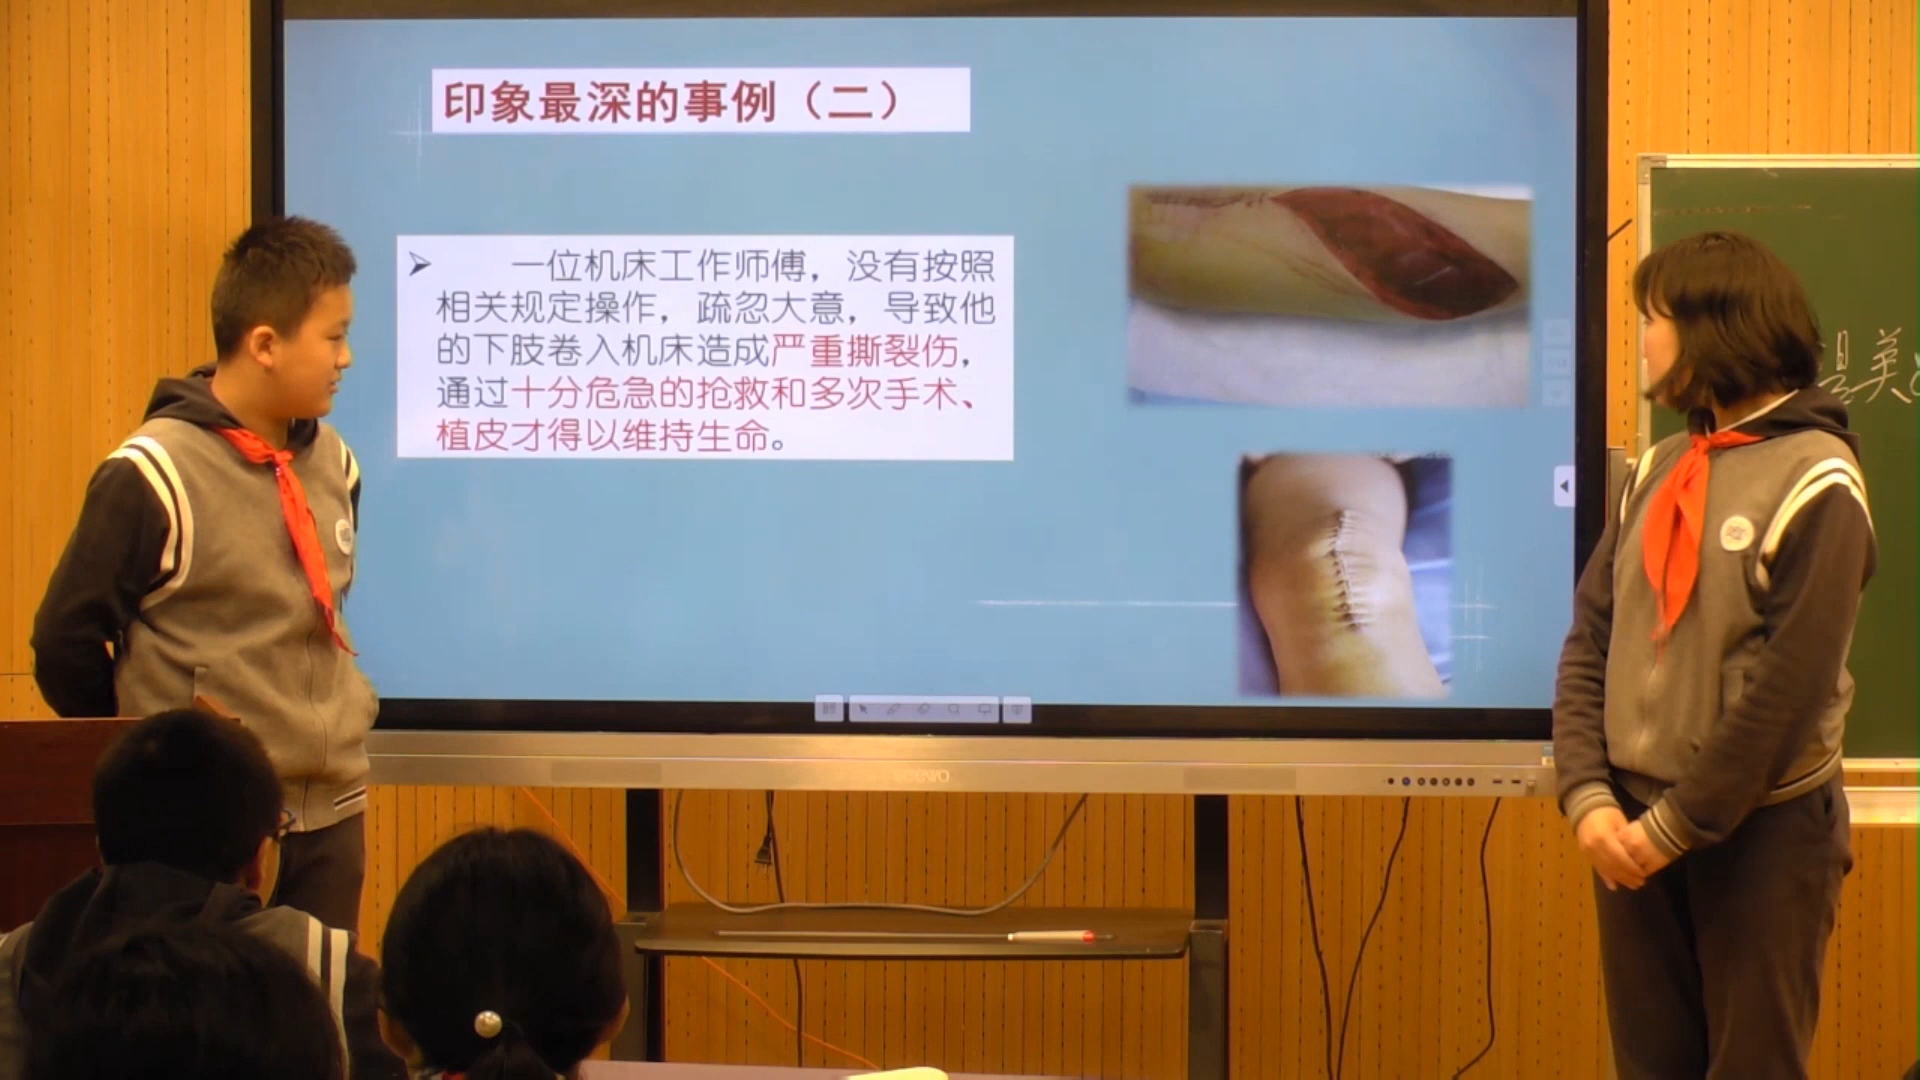 印象最深的事例（二）
一位机床工作师傅，没有按照
相关规定操作，疏忽大意，导致他
的下肢卷入机床造成严重撕裂伤，
通过十分危急的抢救和多次手术、
植皮才得以维持生命。
最美